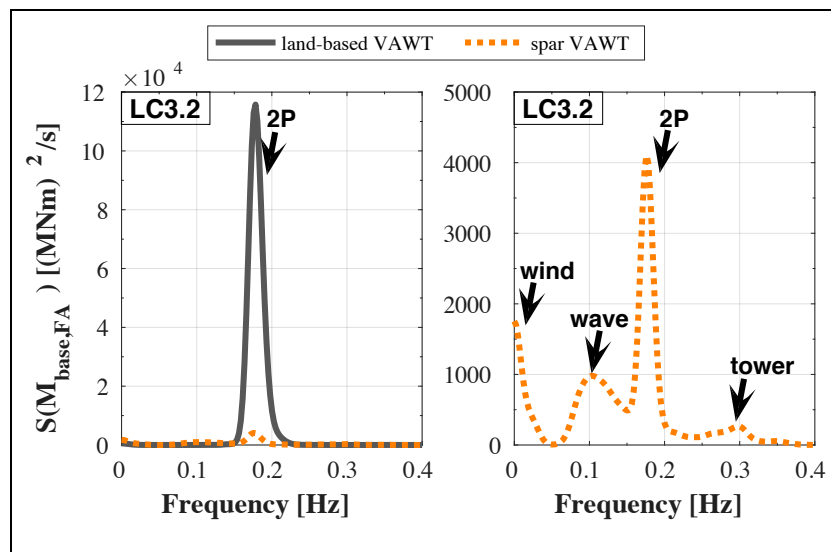 land-based VAWT spar VAWT
×10 4
LC3.2
2P
12
10
8
6
4
2
0
0 0.1 0.2 0.3 0.4
Frequency [Hz]
S(M base,FA ) [(MNm) 2 /s]
LC3.2
2P
wind
wave
tower
5000
4000
3000
2000
1000
0
0 0.1 0.2 0.3 0.4
Frequency [Hz]